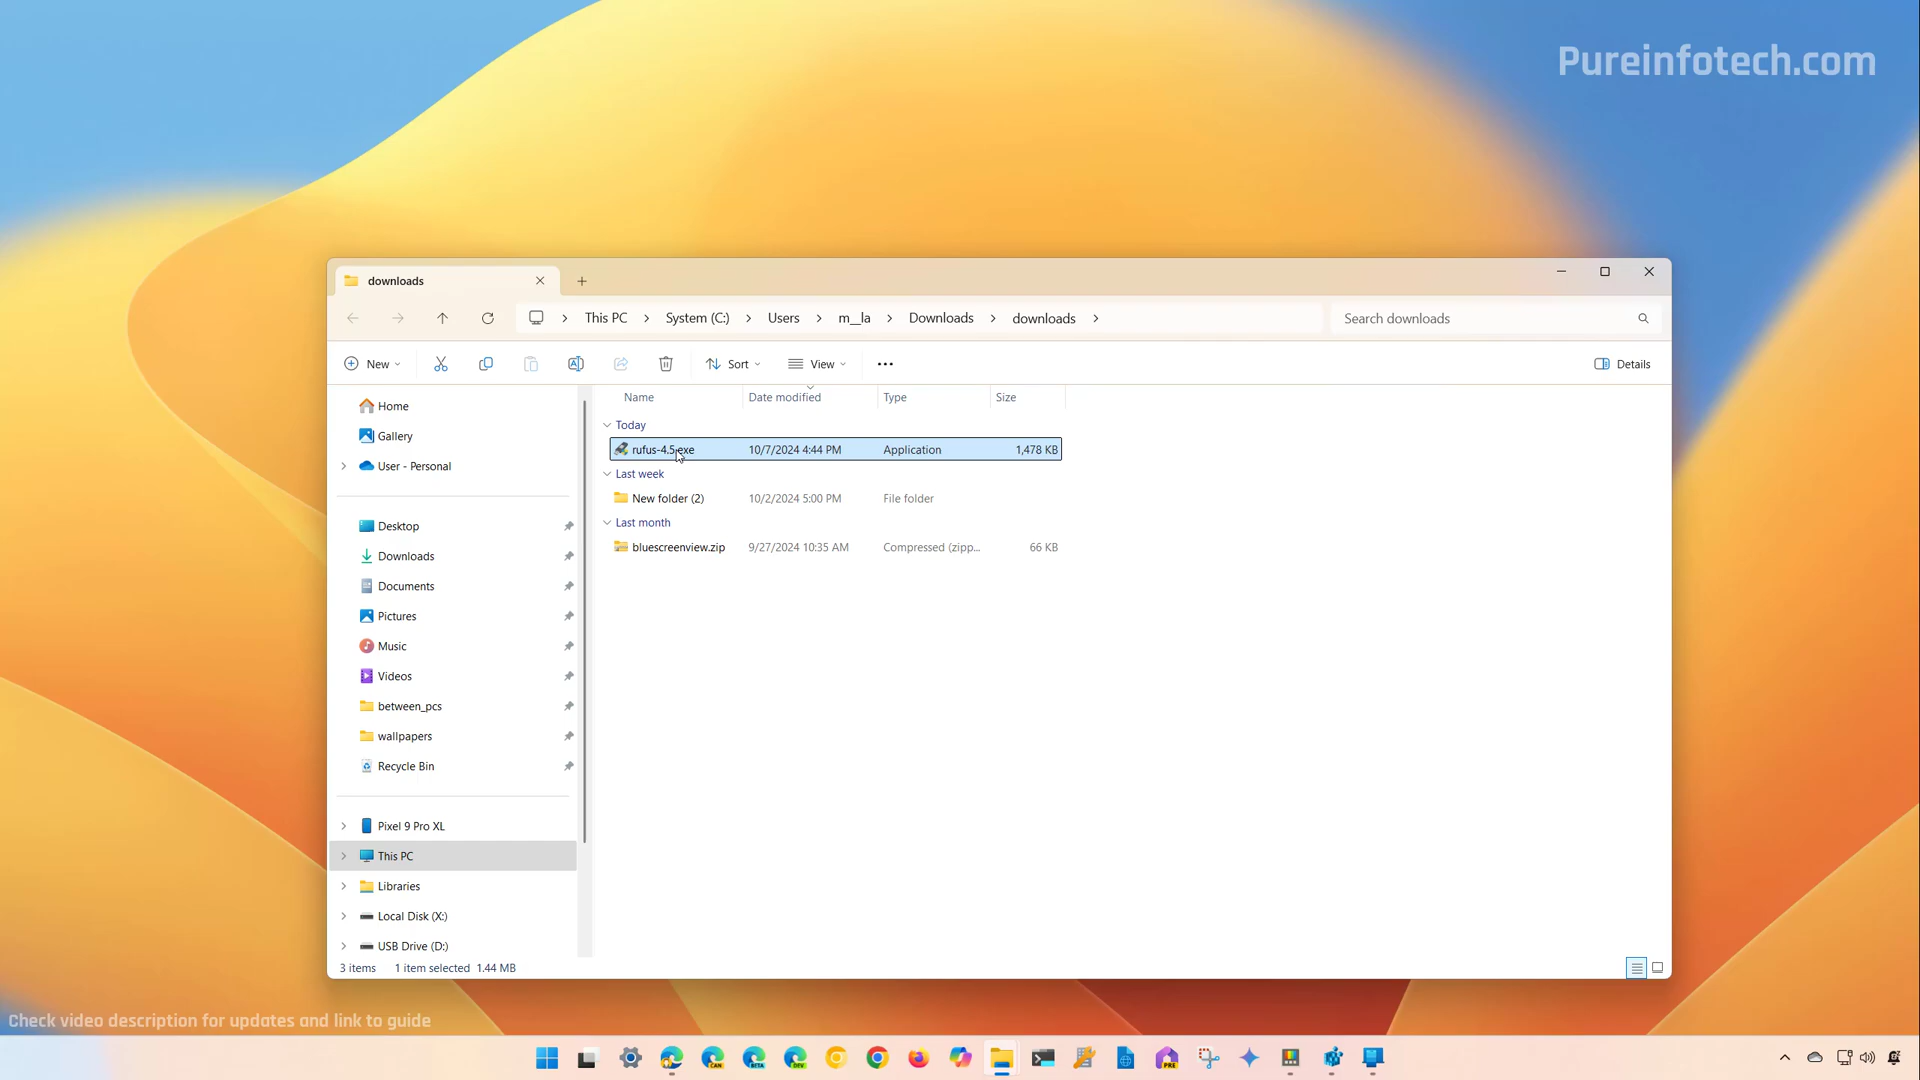 Pureinfotech.com
downloads
This PC
System (C:)
Users
m__la
Downloads
downloads
Search downloads
New
Sort
View
Details
Name Date modified Type Size
Home
Gallery
User - Personal
Desktop
Downloads
Documents
Pictures
Music
Videos
between_pcs
wallpapers
Recycle Bin
Pixel 9 Pro XL
This PC
Libraries
Local Disk (X:)
USB Drive (D:)
Today
rufus-4.5.exe 10/7/2024 4:44 PM Application 1,478 KB
Last week
New folder (2) 10/2/2024 5:00 PM File folder
Last month
bluescreenview.zip 9/27/2024 10:35 AM Compressed (zipp... 66 KB
3 items 1 item selected 1.44 MB
Check video description for updates and link to guide
CAN
BETA
DEV
PRE